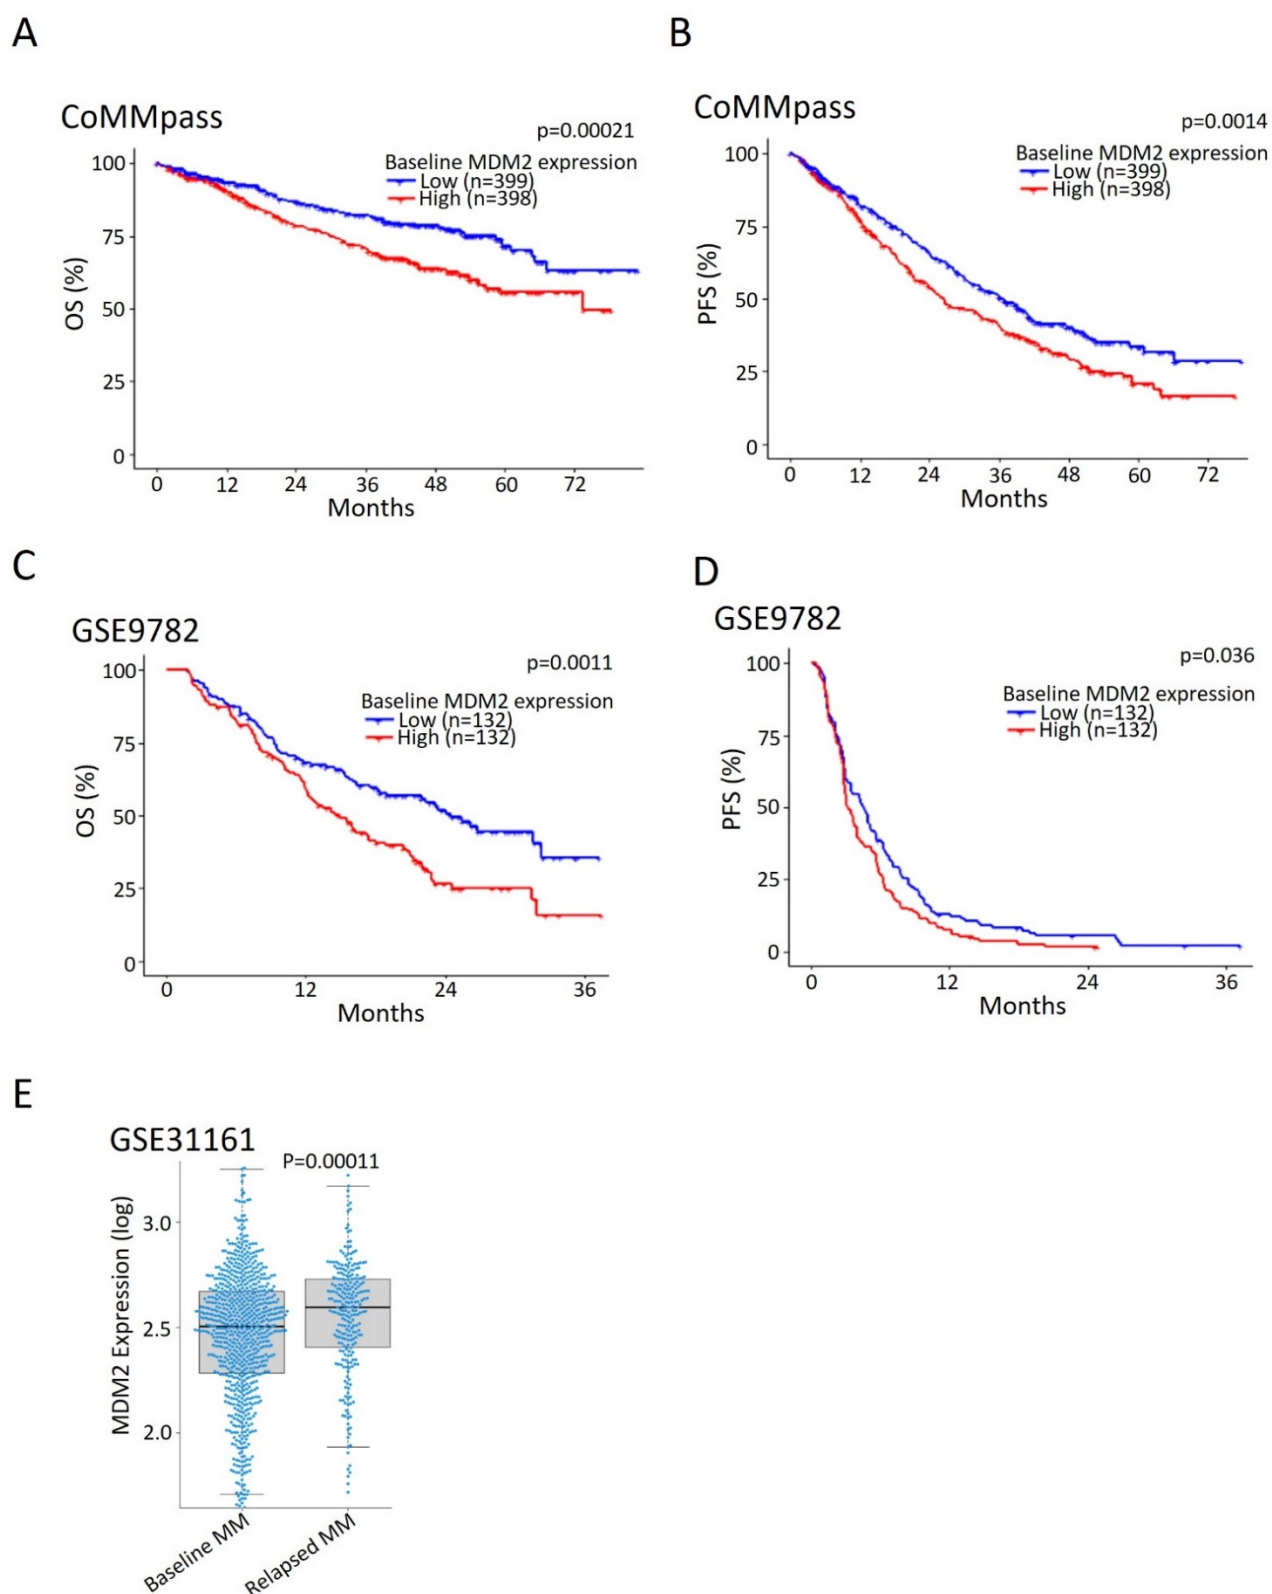 A
CoMMpass
p=0.00021
Baseline MDM2 expression
Low (n=399)
High (n=398)
100
75
50
25
0
OS (%)
0 12 24 36 48 60 72
Months
B
CoMMpass
p=0.0014
Baseline MDM2 expression
Low (n=399)
High (n=398)
100
75
50
25
0
PFS (%)
0 12 24 36 48 60 72
Months
C
GSE9782
p=0.0011
Baseline MDM2 expression
Low (n=132)
High (n=132)
100
75
50
25
0
OS (%)
0 12 24 36
Months
D
GSE9782
p=0.036
Baseline MDM2 expression
Low (n=132)
High (n=132)
100
75
50
25
0
PFS (%)
0 12 24 36
Months
E
GSE31161
P=0.00011
MDM2 Expression (log)
3.0
2.5
2.0
Baseline MM
Relapsed MM